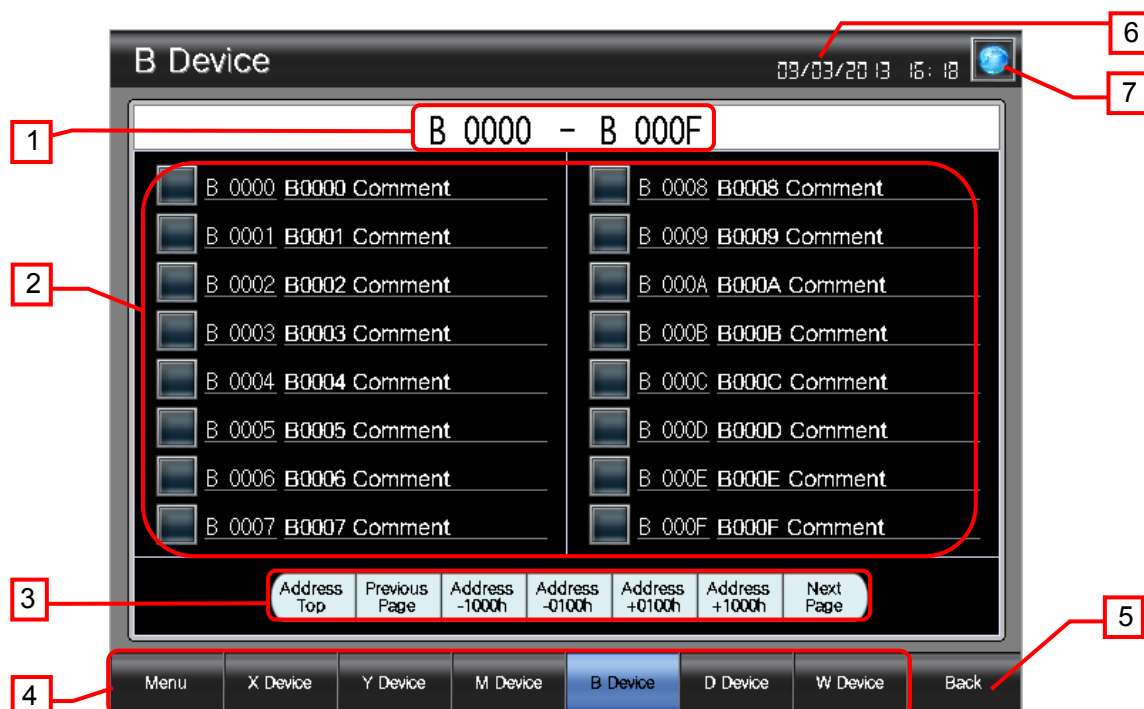 6
B Device
09/03/2013 16:18
7
1
B 0000 - B 000F
B 0000 B0000 Comment
B 0001 B0001 Comment
2
B 0002 B0002 Comment
B 0003 B0003 Comment
B 0004 B0004 Comment
B 0005 B0005 Comment
B 0006 B0006 Comment
B 0007 B0007 Comment
B 0008 B0008 Comment
B 0009 B0009 Comment
B 000A B000A Comment
B 000B B000B Comment
B 000C B000C Comment
B 000D B000D Comment
B 000E B000E Comment
B 000F B000F Comment
3
Address Previous Address Address Address Address Next
Top Page -1000h -0100h +0100h +1000h Page
5
4
Menu X Device Y Device M Device B Device D Device W Device Back